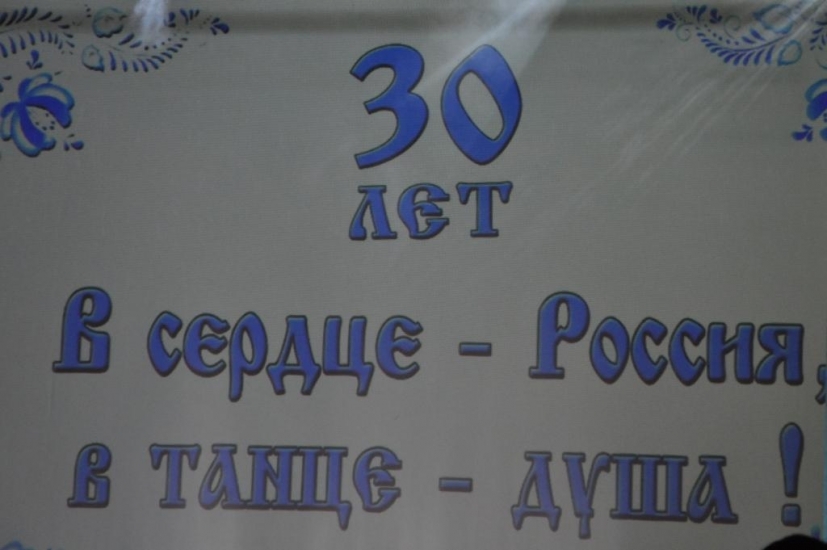 30
лет
В сердце - Россия,
в танце - душа!